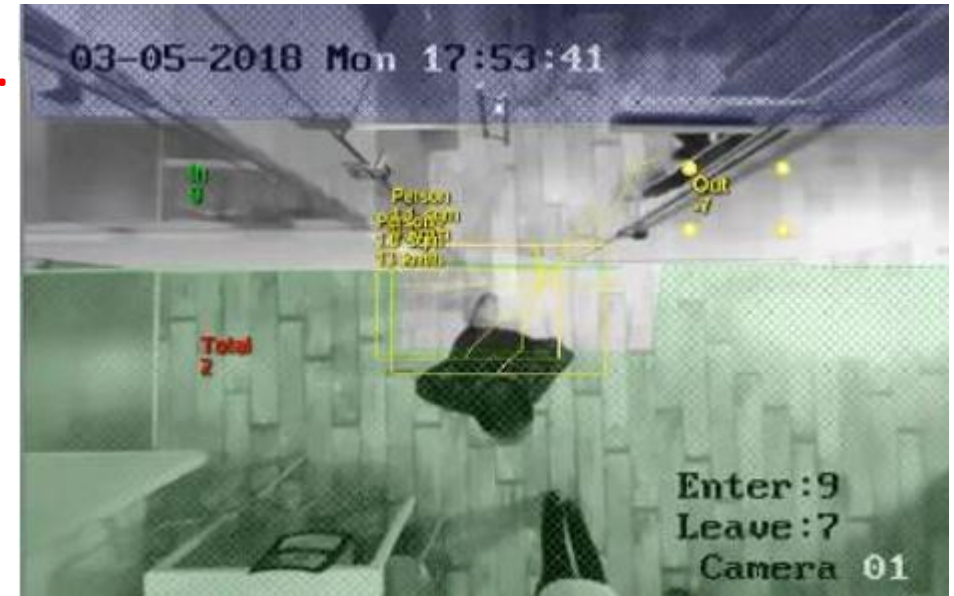 03-05-2018 Mon 17:53:41
In
9
Out
-7
Person
Person
Total
2
Enter:9
Leave:7
Camera 01